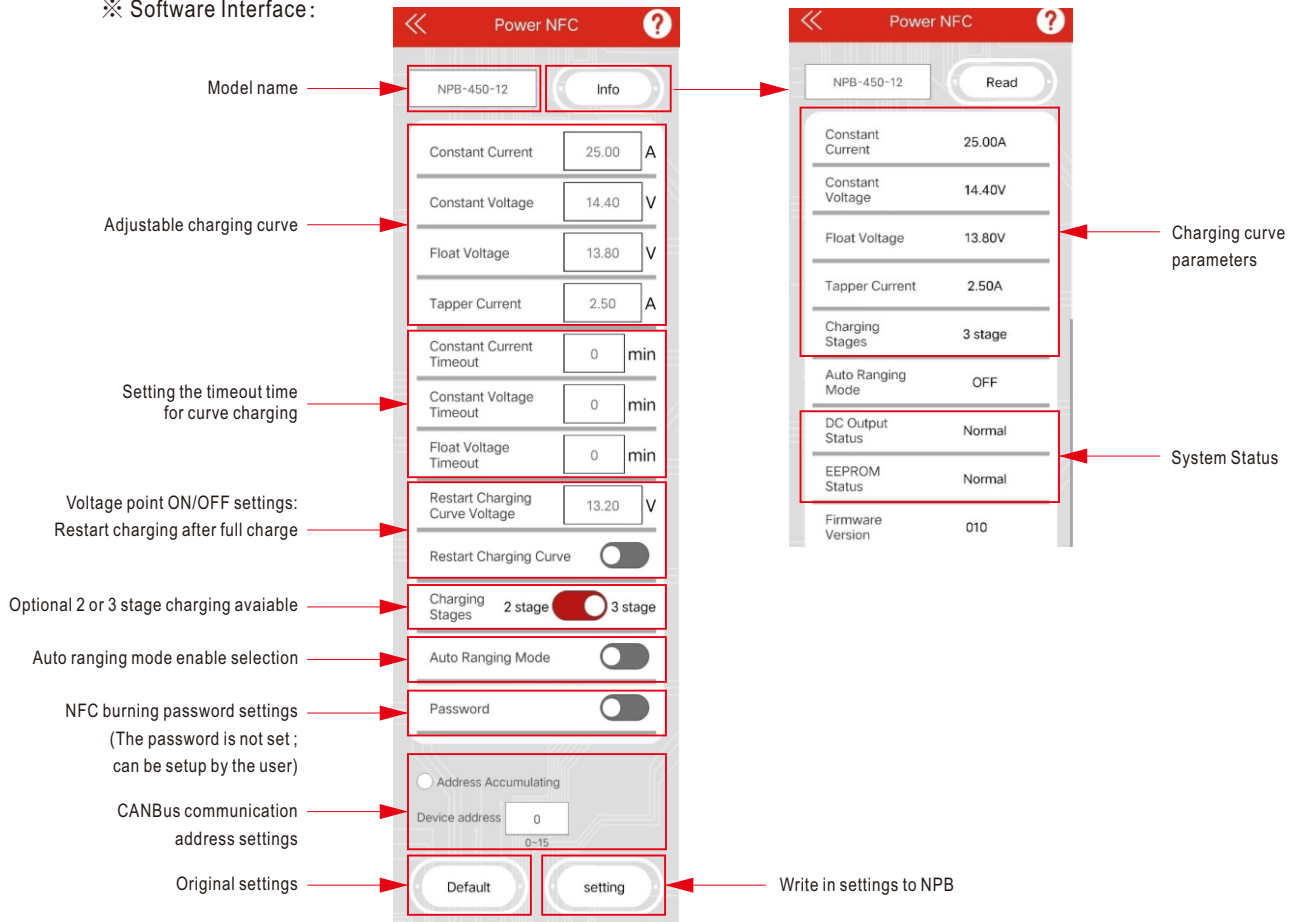 ※ Software Interface:
Power NFC
?
Model name
NPB-450-12
Info
Adjustable charging curve
Constant Current
25.00
A
Constant Voltage
14.40
V
Float Voltage
13.80
V
Tapper Current
2.50
A
Setting the timeout time
for curve charging
Constant Current
Timeout
0
min
Constant Voltage
Timeout
0
min
Float Voltage
Timeout
0
min
Voltage point ON/OFF settings:
Restart charging after full charge
Restart Charging
Curve Voltage
13.20
V
Restart Charging Curve
Optional 2 or 3 stage charging avaiable
Charging
Stages
2 stage
3 stage
Auto ranging mode enable selection
Auto Ranging Mode
NFC burning password settings
(The password is not set ;
can be setup by the user)
Password
CANBus communication
address settings
Address Accumulating
Device address
0
0~15
Original settings
Default
setting
Write in settings to NPB
Power NFC
?
NPB-450-12
Read
Constant
Current
25.00A
Constant
Voltage
14.40V
Float Voltage
13.80V
Tapper Current
2.50A
Charging
Stages
3 stage
Charging curve
parameters
Auto Ranging
Mode
OFF
DC Output
Status
Normal
EEPROM
Status
Normal
System Status
Firmware
Version
010